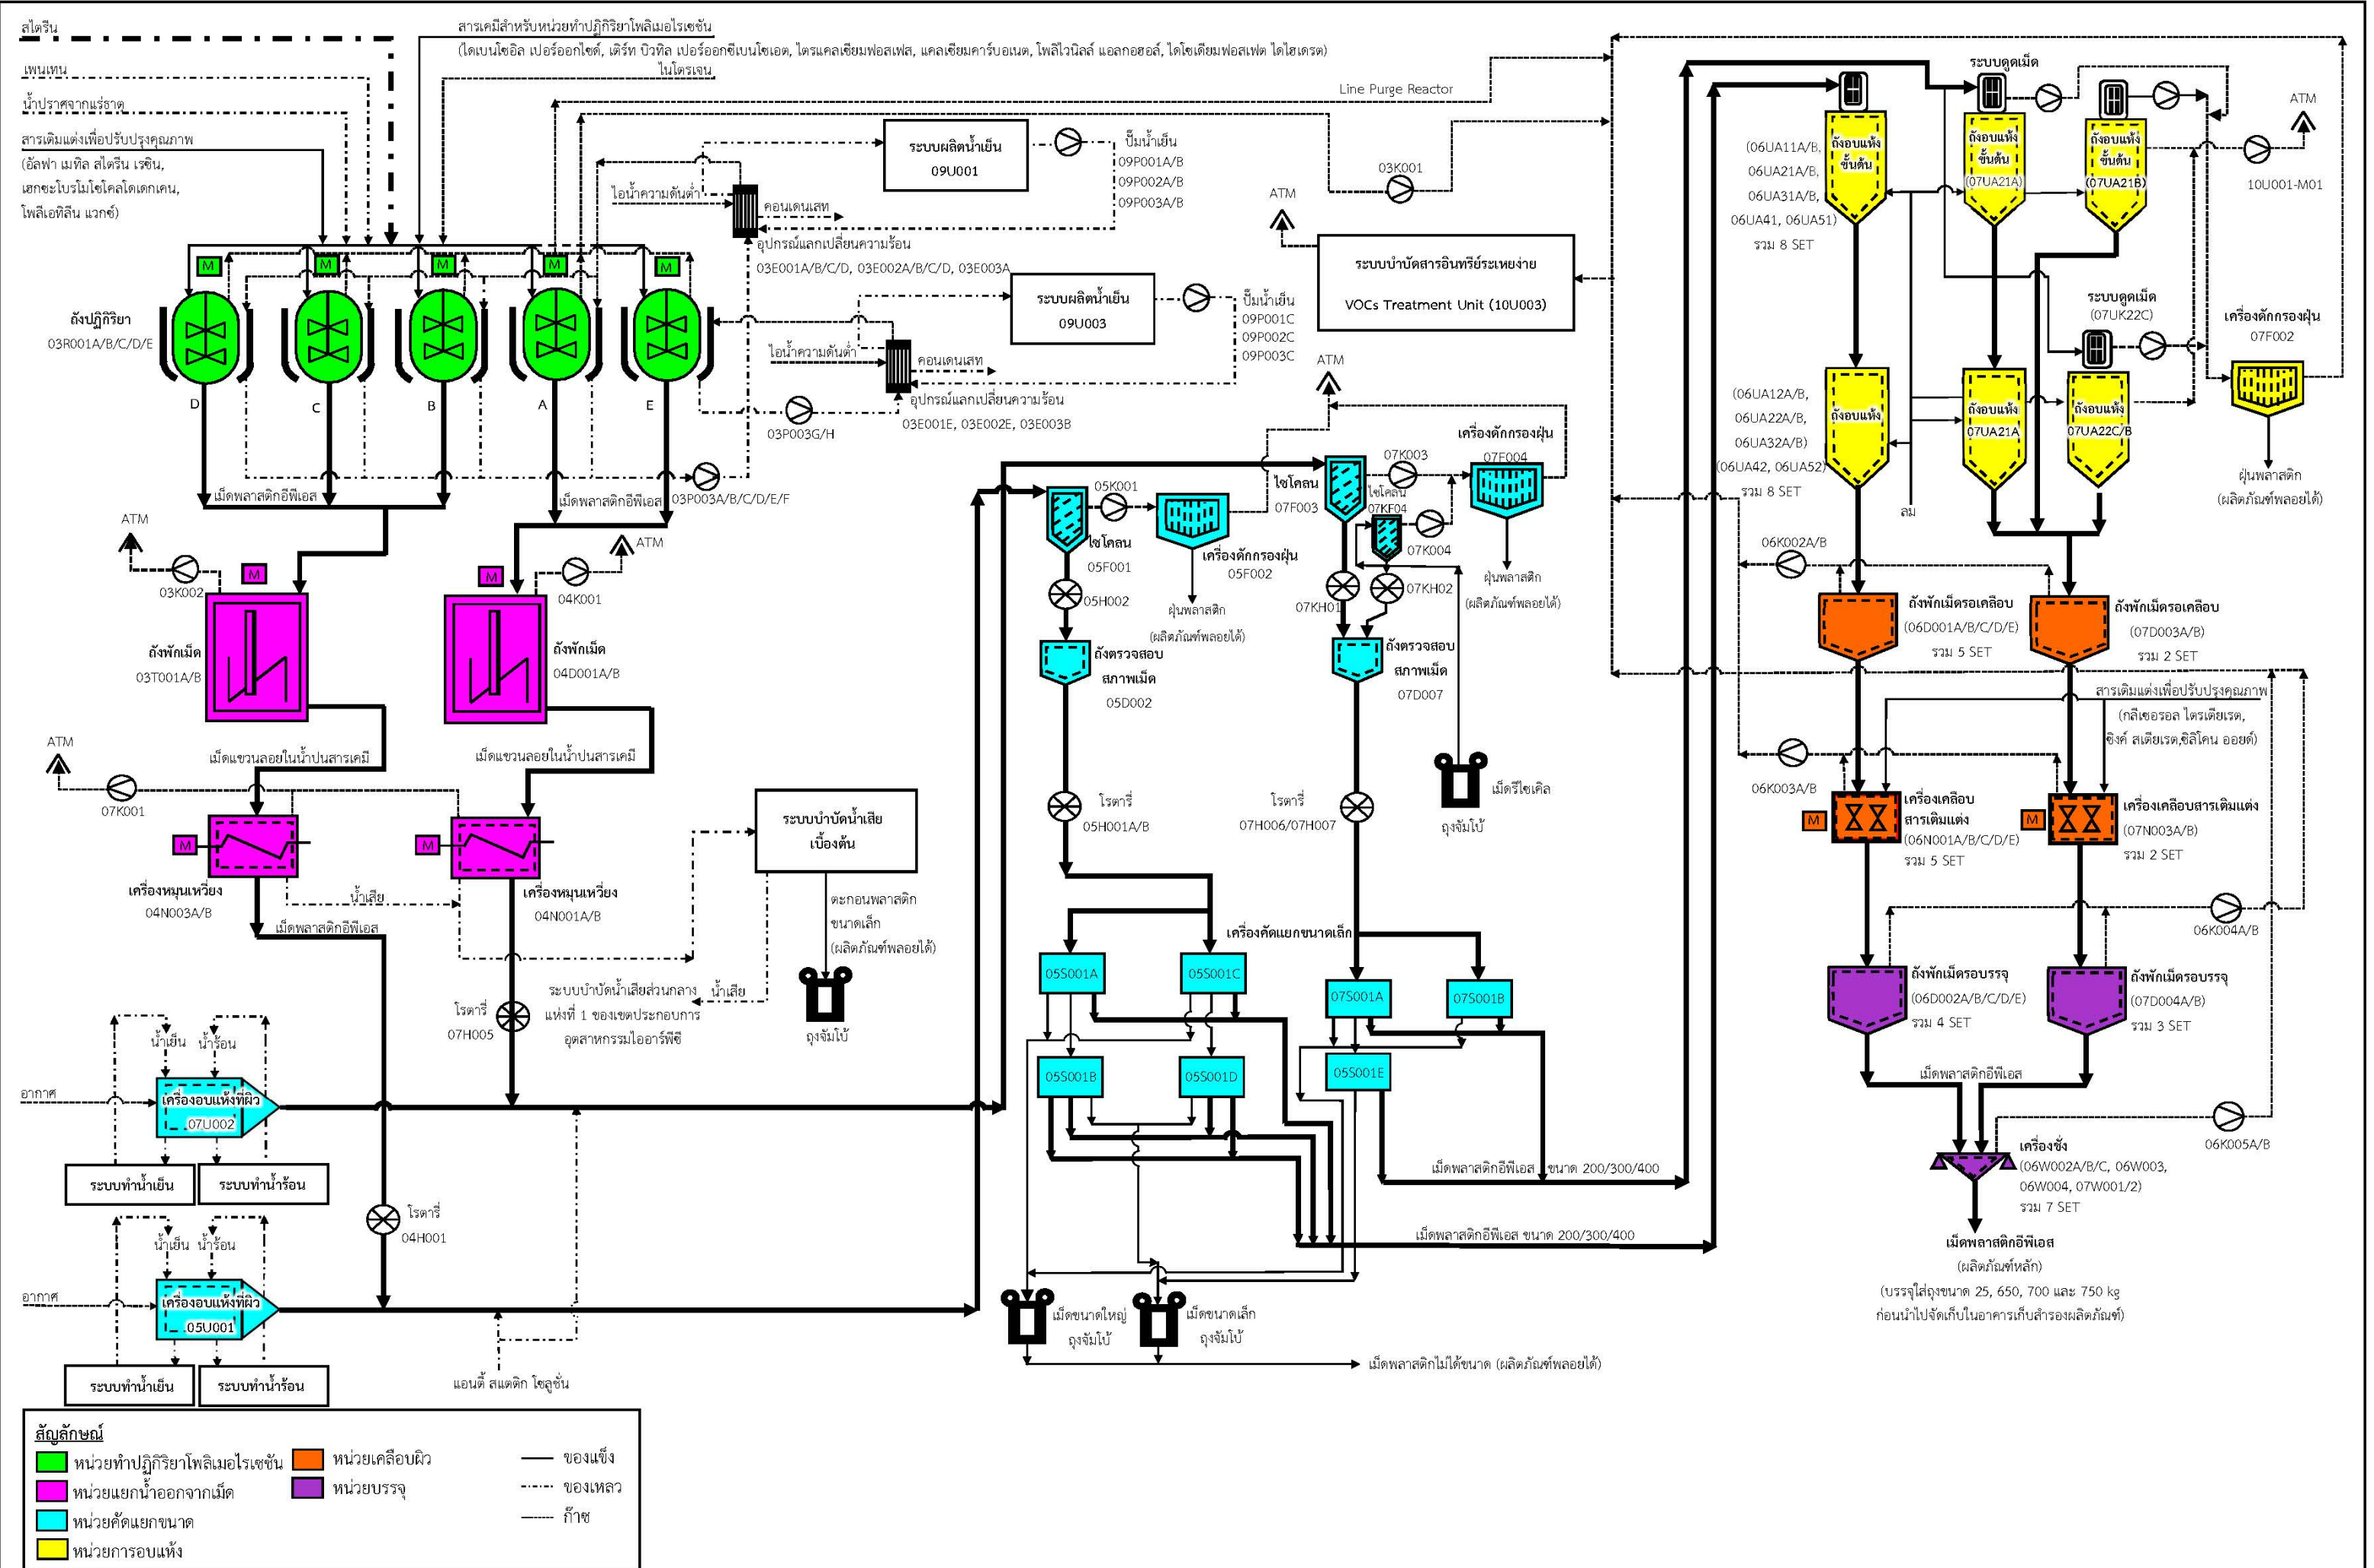 สไตรีน
เพนเทน
น้ำปราศจากแร่ธาตุ
สารเติมแต่งเพื่อปรับปรุงคุณภาพ
(อัลฟา เมทิล สไตรีน เรซิน,
เฮกซะโบรโมไซโคลโดเดกเคน,
โพลีเอทิลีน แวกซ์)
สารเคมีสำหรับหน่วยทำปฏิกิริยาโพลิเมอไรเซชัน
(ไดเบนโซอิล เปอร์ออกไซด์, เติร์ท บิวทิล เปอร์ออกซีเบนโซเอต, ไตรแคลเซียมฟอสเฟส, แคลเซียมคาร์บอเนต, โพลิไวนิลล์ แอลกอฮอล์, ไดโซเดียมฟอสเฟต ไดไฮเดรต)
ไนโตรเจน
Line Purge Reactor
M
M
M
M
M
ถังปฏิกิริยา
03R001A/B/C/D/E
D
C
B
A
E
ระบบผลิตน้ำเย็น
09U001
ปั๊มน้ำเย็น
09P001A/B
09P002A/B
09P003A/B
ไอน้ำความดันต่ำ
คอนเดนเสท
อุปกรณ์แลกเปลี่ยนความร้อน
03E001A/B/C/D, 03E002A/B/C/D, 03E003A
ระบบผลิตน้ำเย็น
09U003
ปั๊มน้ำเย็น
09P001C
09P002C
09P003C
ไอน้ำความดันต่ำ
คอนเดนเสท
อุปกรณ์แลกเปลี่ยนความร้อน
03E001E, 03E002E, 03E003B
03P003G/H
03P003A/B/C/D/E/F
03K001
ATM
ระบบบำบัดสารอินทรีย์ระเหยง่าย
VOCs Treatment Unit (10U003)
เม็ดพลาสติกอีพีเอส
เม็ดพลาสติกอีพีเอส
ATM
03K002
M
ถังพักเม็ด
03T001A/B
ATM
04K001
M
ถังพักเม็ด
04D001A/B
เม็ดแขวนลอยในน้ำปนสารเคมี
เม็ดแขวนลอยในน้ำปนสารเคมี
ATM
07K001
M
เครื่องหมุนเหวี่ยง
04N003A/B
M
เครื่องหมุนเหวี่ยง
04N001A/B
น้ำเสีย
เม็ดพลาสติกอีพีเอส
ระบบบำบัดน้ำเสีย
เบื้องต้น
ตะกอนพลาสติก
ขนาดเล็ก
(ผลิตภัณฑ์พลอยได้)
ถุงจัมโบ้
น้ำเสีย
ระบบบำบัดน้ำเสียส่วนกลาง
แห่งที่ 1 ของเขตประกอบการ
อุตสาหกรรมไออาร์พีซี
โรตารี่
07H005
น้ำเย็น
น้ำร้อน
อากาศ
เครื่องอบแห้งที่ผิว
07U002
ระบบทำน้ำเย็น
ระบบทำน้ำร้อน
โรตารี่
04H001
น้ำเย็น
น้ำร้อน
อากาศ
เครื่องอบแห้งที่ผิว
05U001
ระบบทำน้ำเย็น
ระบบทำน้ำร้อน
แอนตี้ สแตติก โซลูชั่น
ATM
05K001
ไซโคลน
05F001
เครื่องดักกรองฝุ่น
05F002
05H002
ฝุ่นพลาสติก
(ผลิตภัณฑ์พลอยได้)
ถังตรวจสอบ
สภาพเม็ด
05D002
โรตารี่
05H001A/B
ไซโคลน
07F003
07K003
ไซโคลน
07KF04
07K004
เครื่องดักกรองฝุ่น
07F004
ฝุ่นพลาสติก
(ผลิตภัณฑ์พลอยได้)
07KH01
07KH02
ถังตรวจสอบ
สภาพเม็ด
07D007
โรตารี่
07H006/07H007
เม็ดรีไซเคิล
ถุงจัมโบ้
เครื่องคัดแยกขนาดเล็ก
05S001A
05S001C
07S001A
07S001B
05S001B
05S001D
05S001E
เม็ดพลาสติกอีพีเอส ขนาด 200/300/400
เม็ดพลาสติกอีพีเอส ขนาด 200/300/400
เม็ดขนาดใหญ่
ถุงจัมโบ้
เม็ดขนาดเล็ก
ถุงจัมโบ้
เม็ดพลาสติกไม่ได้ขนาด (ผลิตภัณฑ์พลอยได้)
ระบบดูดเม็ด
(06UA11A/B,
06UA21A/B,
06UA31A/B,
06UA41, 06UA51)
รวม 8 SET
ถังอบแห้ง
ขั้นต้น
ถังอบแห้ง
ขั้นต้น
(07UA21A)
ถังอบแห้ง
ขั้นต้น
(07UA21B)
ATM
10U001-M01
ระบบดูดเม็ด
(07UK22C)
เครื่องดักกรองฝุ่น
07F002
ฝุ่นพลาสติก
(ผลิตภัณฑ์พลอยได้)
(06UA12A/B,
06UA22A/B,
06UA32A/B)
(06UA42, 06UA52)
รวม 8 SET
ถังอบแห้ง
ถังอบแห้ง
07UA21A
ถังอบแห้ง
07UA22C/B
ลม
06K002A/B
ถังพักเม็ดรอเคลือบ
(06D001A/B/C/D/E)
รวม 5 SET
ถังพักเม็ดรอเคลือบ
(07D003A/B)
รวม 2 SET
สารเติมแต่งเพื่อปรับปรุงคุณภาพ
(กลีเซอรอล ไตรเตียเรต,
ซิงค์ สเตียเรต,ซิลิโคน ออยด์)
06K003A/B
M
เครื่องเคลือบ
สารเติมแต่ง
(06N001A/B/C/D/E)
รวม 5 SET
M
เครื่องเคลือบสารเติมแต่ง
(07N003A/B)
รวม 2 SET
06K004A/B
ถังพักเม็ดรอบรรจุ
(06D002A/B/C/D/E)
รวม 4 SET
ถังพักเม็ดรอบรรจุ
(07D004A/B)
รวม 3 SET
เม็ดพลาสติกอีพีเอส
06K005A/B
เครื่องชั่ง
(06W002A/B/C, 06W003,
06W004, 07W001/2)
รวม 7 SET
เม็ดพลาสติกอีพีเอส
(ผลิตภัณฑ์หลัก)
(บรรจุใส่ถุงขนาด 25, 650, 700 และ 750 kg
ก่อนนำไปจัดเก็บในอาคารเก็บสำรองผลิตภัณฑ์)
สัญลักษณ์
หน่วยทำปฏิกิริยาโพลิเมอไรเซชัน
หน่วยแยกน้ำออกจากเม็ด
หน่วยคัดแยกขนาด
หน่วยการอบแห้ง
หน่วยเคลือบผิว
หน่วยบรรจุ
ของแข็ง
ของเหลว
ก๊าซ